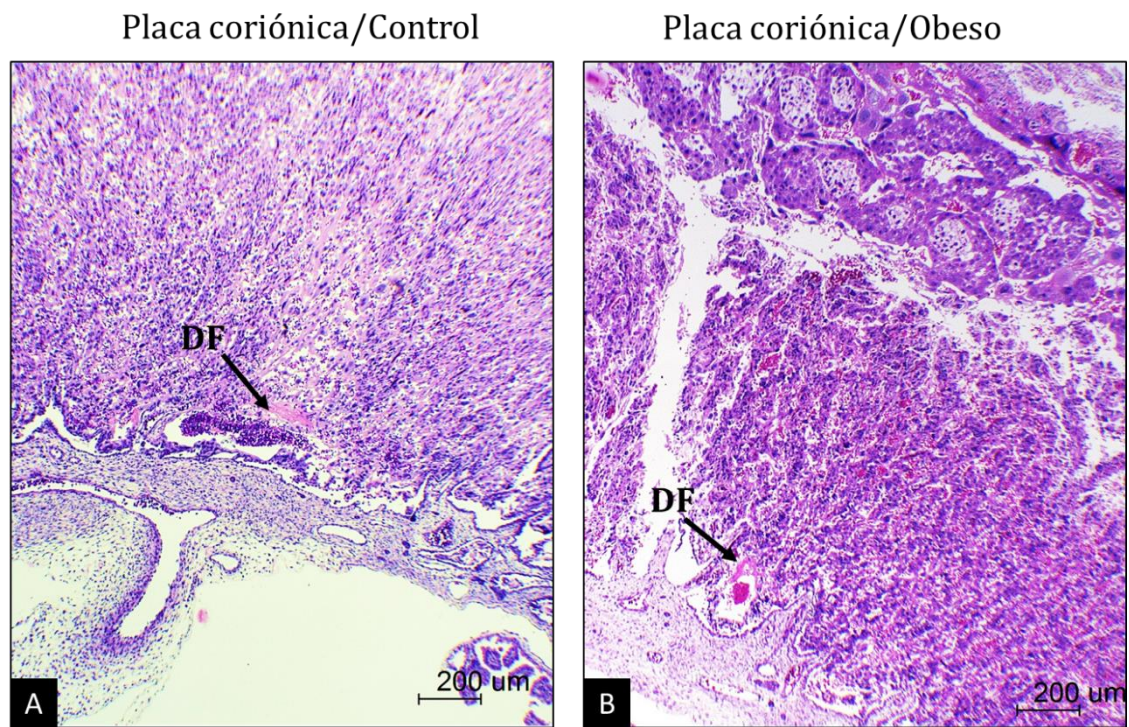 Placa coriónica/Control
Placa coriónica/Obeso
DF
DF
A
200 um
B
200 um